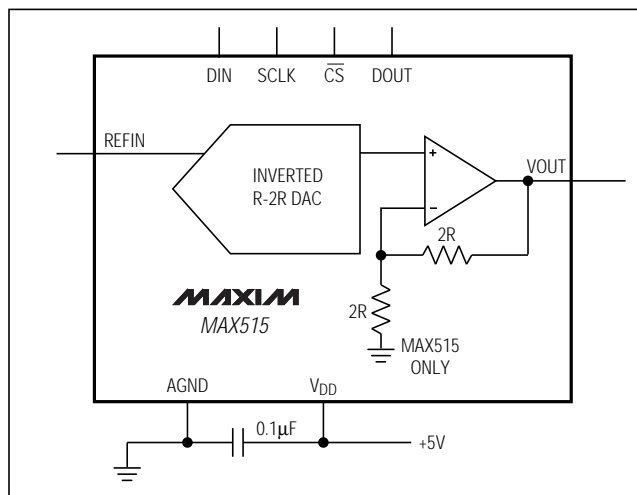 DIN SCLK CS DOUT
REFIN
INVERTED
R-2R DAC
+
−
VOUT
2R
2R
MAXIM
MAX515
MAX515
ONLY
AGND
VDD
0.1µF
+5V